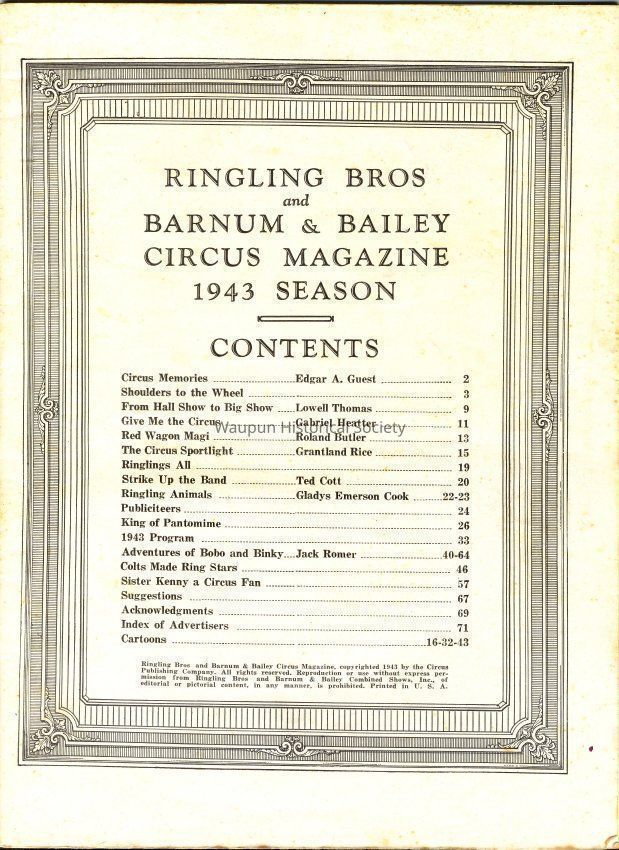 RINGLING BROS
and
BARNUM & BAILEY
CIRCUS MAGAZINE
1943 SEASON
CONTENTS
Circus Memories ........................Edgar A. Guest ..................... 2
Shoulders to the Wheel ............................................................ 3
From Hall Show to Big Show ....Lowell Thomas ...................... 9
Give Me the Circus.....................Gabriel Heatter ..................... 11
Waupun Historical Society
Red Wagon Magi .......................Roland Butler ....................... 13
The Circus Sportlight .................Grantland Rice ..................... 15
Ringlings All .......................................................................... 19
Strike Up the Band ....................Ted Cott ................................ 20
Ringling Animals .......................Gladys Emerson Cook .........22-23
Publiciteers ............................................................................. 24
King of Pantomime ................................................................. 26
1943 Program .......................................................................... 33
Adventures of Bobo and Binky....Jack Romer .......................40-64
Colts Made Ring Stars ............................................................ 46
Sister Kenny a Circus Fan ....................................................... 57
Suggestions ............................................................................. 67
Acknowledgments ................................................................... 69
Index of Advertisers ................................................................ 71
Cartoons ...........................................................................16-32-43
Ringling Bros and Barnum & Bailey Circus Magazine, copyrighted 1943 by the Circus
Publishing Company. All rights reserved. Reproduction or use without express per-
mission from Ringling Bros and Barnum & Bailey Combined Shows, Inc., of
editorial or pictorial content, in any manner, is prohibited. Printed in U. S. A.